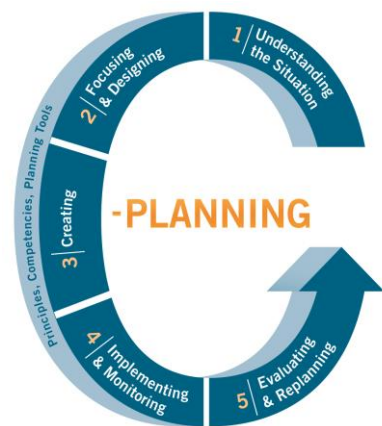 1 Understanding
the Situation
2 Focusing
& Designing
3 Creating
4 Implementing
& Monitoring
5 Evaluating
& Replanning
-PLANNING
Principles, Competencies, Planning Tools